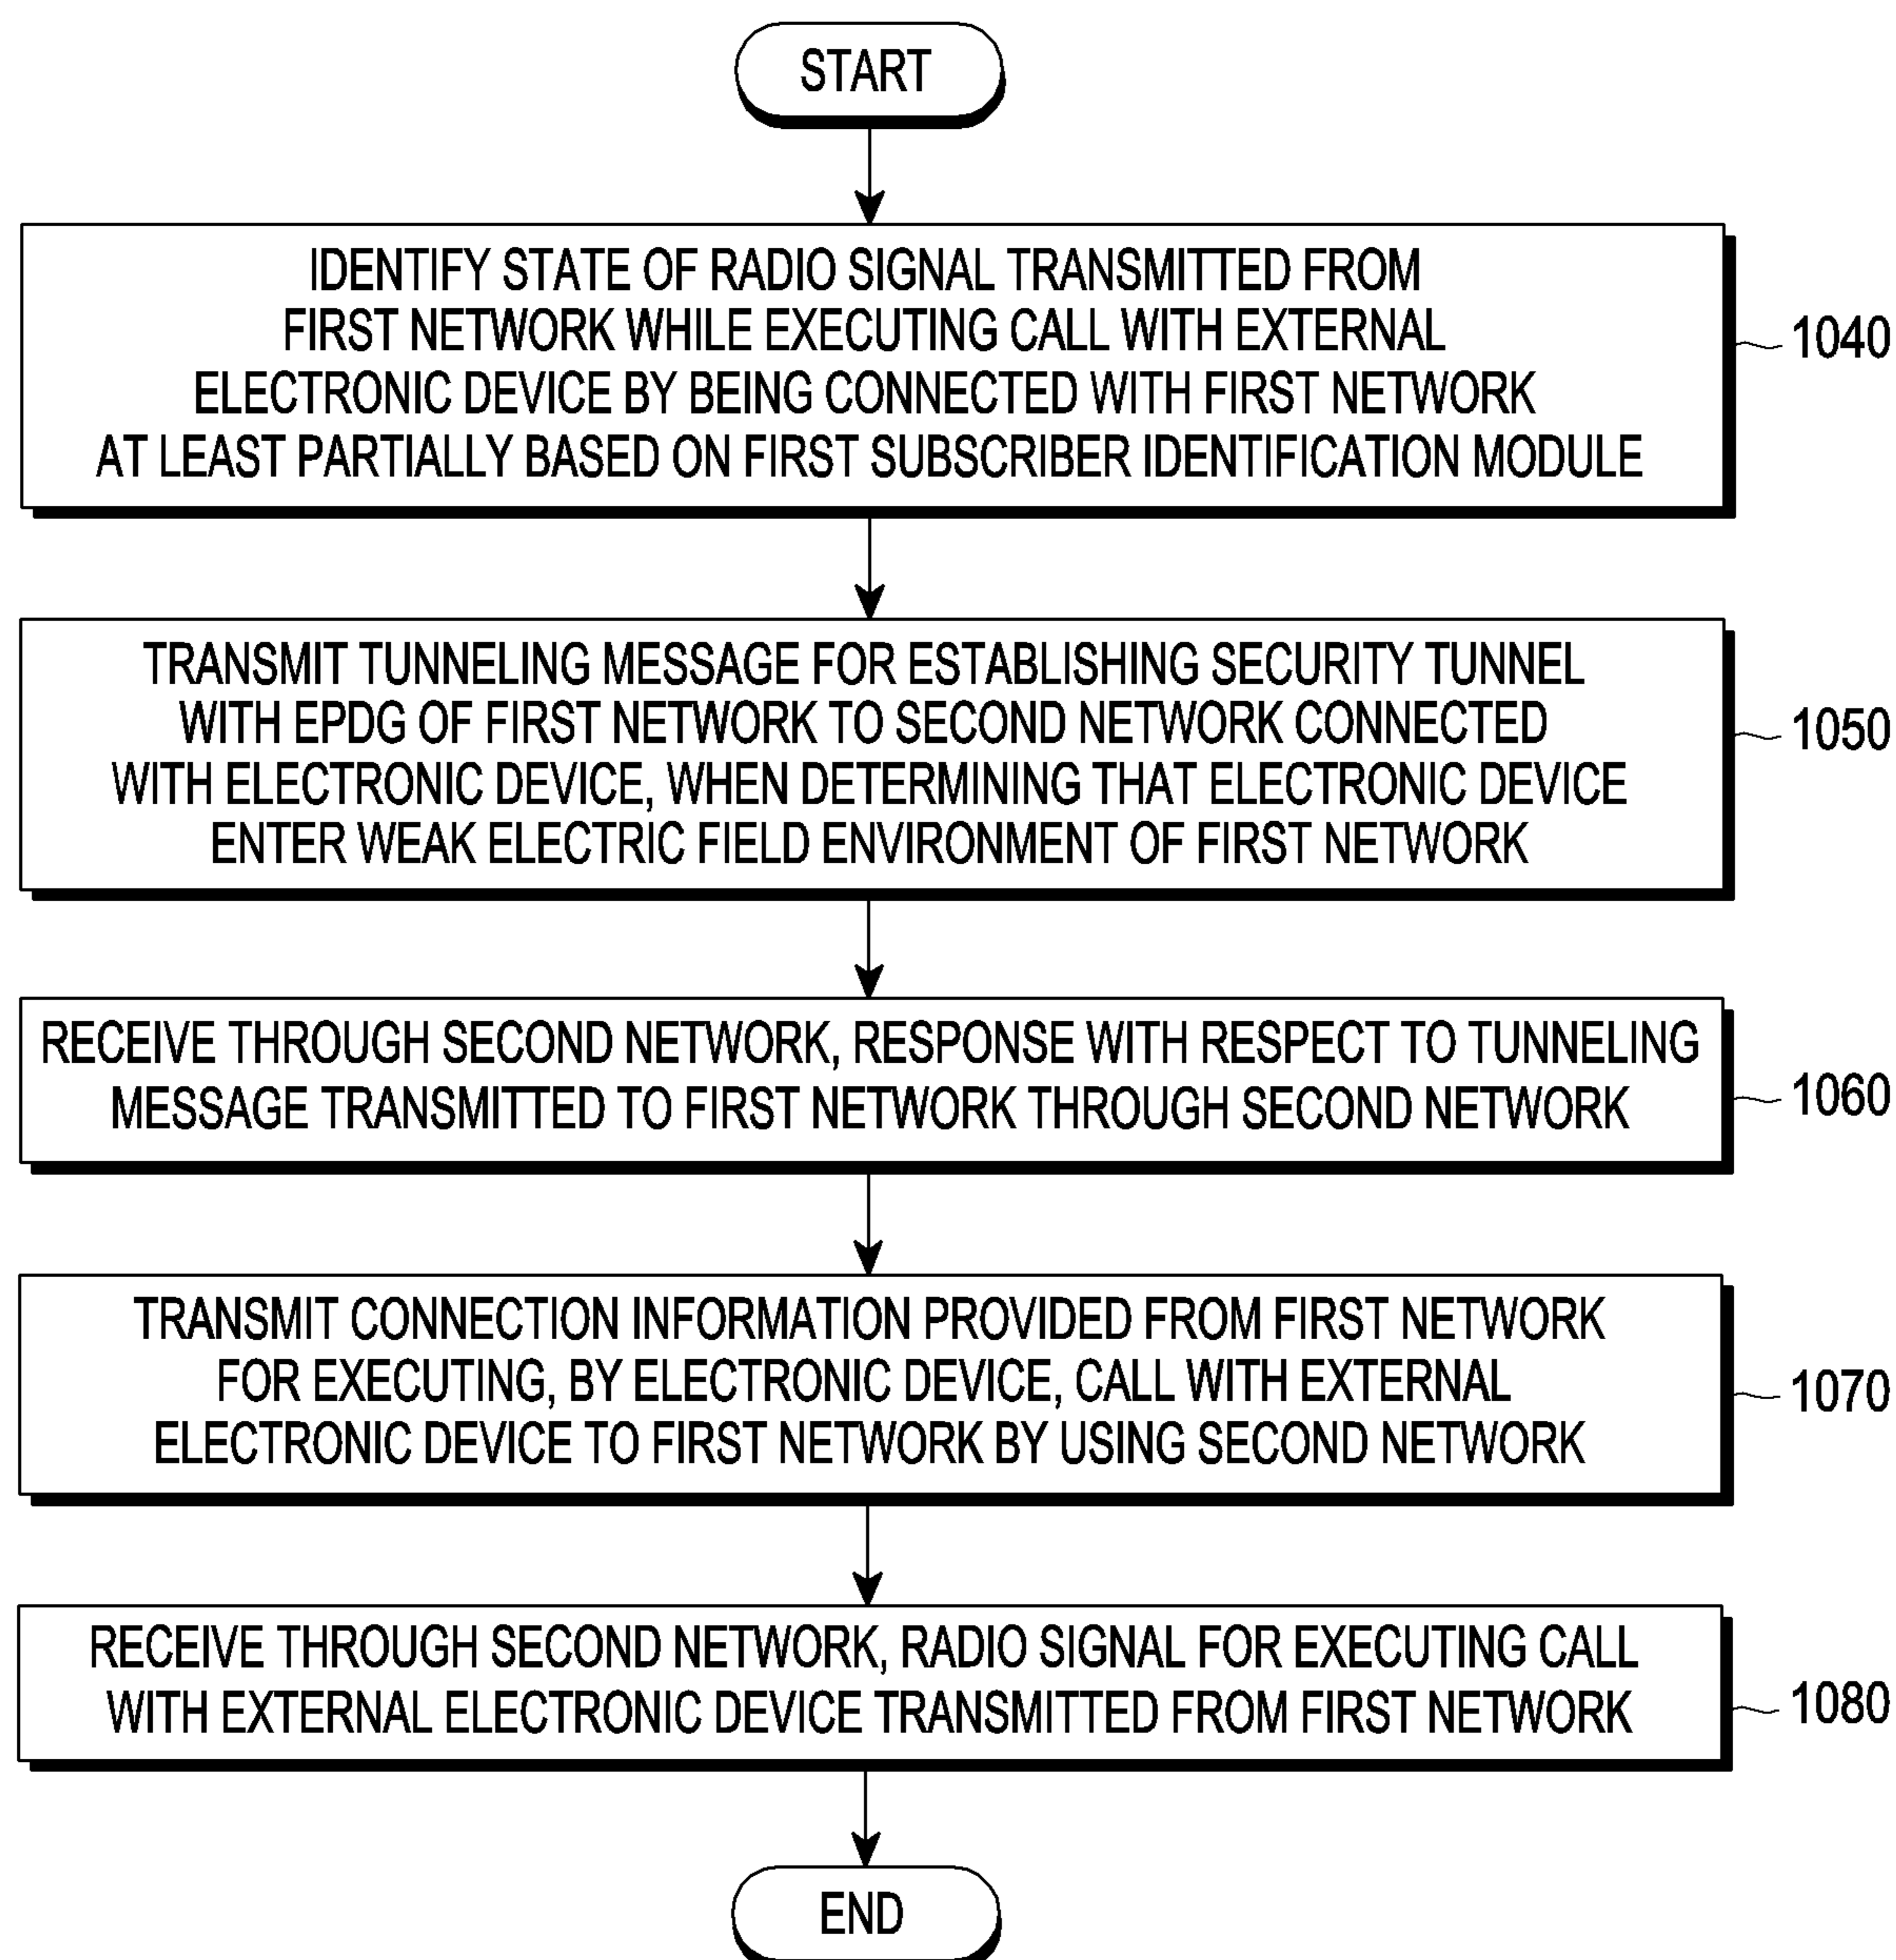 START
IDENTIFY STATE OF RADIO SIGNAL TRANSMITTED FROM
FIRST NETWORK WHILE EXECUTING CALL WITH EXTERNAL
ELECTRONIC DEVICE BY BEING CONNECTED WITH FIRST NETWORK
AT LEAST PARTIALLY BASED ON FIRST SUBSCRIBER IDENTIFICATION MODULE
1040
TRANSMIT TUNNELING MESSAGE FOR ESTABLISHING SECURITY TUNNEL
WITH EPDG OF FIRST NETWORK TO SECOND NETWORK CONNECTED
WITH ELECTRONIC DEVICE, WHEN DETERMINING THAT ELECTRONIC DEVICE
ENTER WEAK ELECTRIC FIELD ENVIRONMENT OF FIRST NETWORK
1050
RECEIVE THROUGH SECOND NETWORK, RESPONSE WITH RESPECT TO TUNNELING
MESSAGE TRANSMITTED TO FIRST NETWORK THROUGH SECOND NETWORK
1060
TRANSMIT CONNECTION INFORMATION PROVIDED FROM FIRST NETWORK
FOR EXECUTING, BY ELECTRONIC DEVICE, CALL WITH EXTERNAL
ELECTRONIC DEVICE TO FIRST NETWORK BY USING SECOND NETWORK
1070
RECEIVE THROUGH SECOND NETWORK, RADIO SIGNAL FOR EXECUTING CALL
WITH EXTERNAL ELECTRONIC DEVICE TRANSMITTED FROM FIRST NETWORK
1080
END